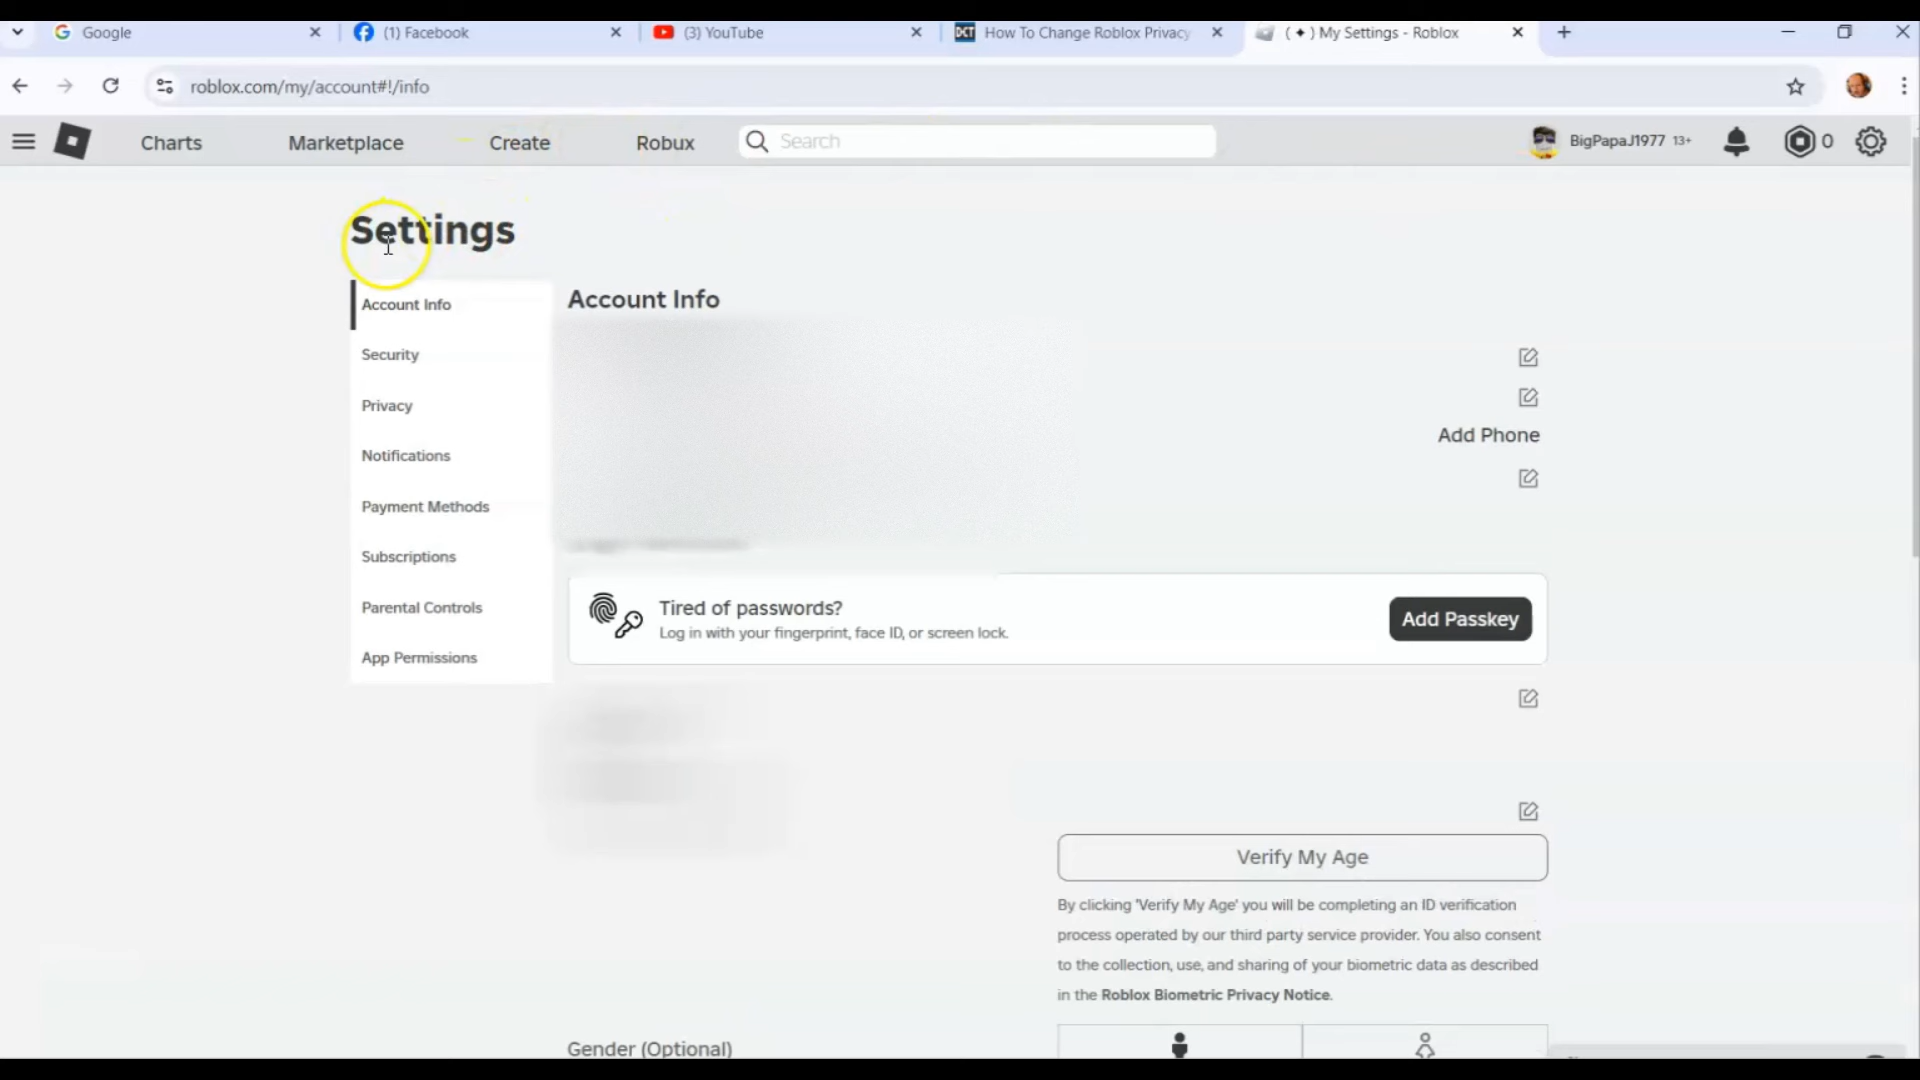 Google
(1) Facebook
(3) YouTube
DCT How To Change Roblox Privacy
( ✦ ) My Settings - Roblox
roblox.com/my/account#!/info
Charts
Marketplace
Create
Robux
Search
BigPapaJ1977 13+
0
Settings
Account Info
Security
Privacy
Notifications
Payment Methods
Subscriptions
Parental Controls
App Permissions
Account Info
Add Phone
Tired of passwords?
Log in with your fingerprint, face ID, or screen lock.
Add Passkey
Verify My Age
By clicking 'Verify My Age' you will be completing an ID verification
process operated by our third party service provider. You also consent
to the collection, use, and sharing of your biometric data as described
in the Roblox Biometric Privacy Notice.
Gender (Optional)